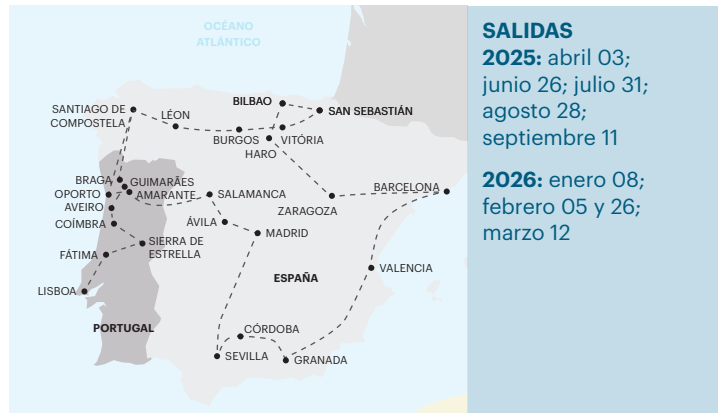 OCÉANO
ATLÁNTICO
SANTIAGO DE
COMPOSTELA
LÉON
BILBAO
SAN SEBASTIÁN
BURGOS
VITÓRIA
HARO
BRAGA
GUIMARÃES
OPORTO
AMARANTE
AVEIRO
COÍMBRA
SALAMANCA
ZARAGOZA
BARCELONA
ÁVILA
MADRID
SIERRA DE
ESTRELLA
FÁTIMA
LISBOA
ESPAÑA
VALENCIA
PORTUGAL
CÓRDOBA
SEVILLA
GRANADA
SALIDAS
2025: abril 03;
junio 26; julio 31;
agosto 28;
septiembre 11
2026: enero 08;
febrero 05 y 26;
marzo 12